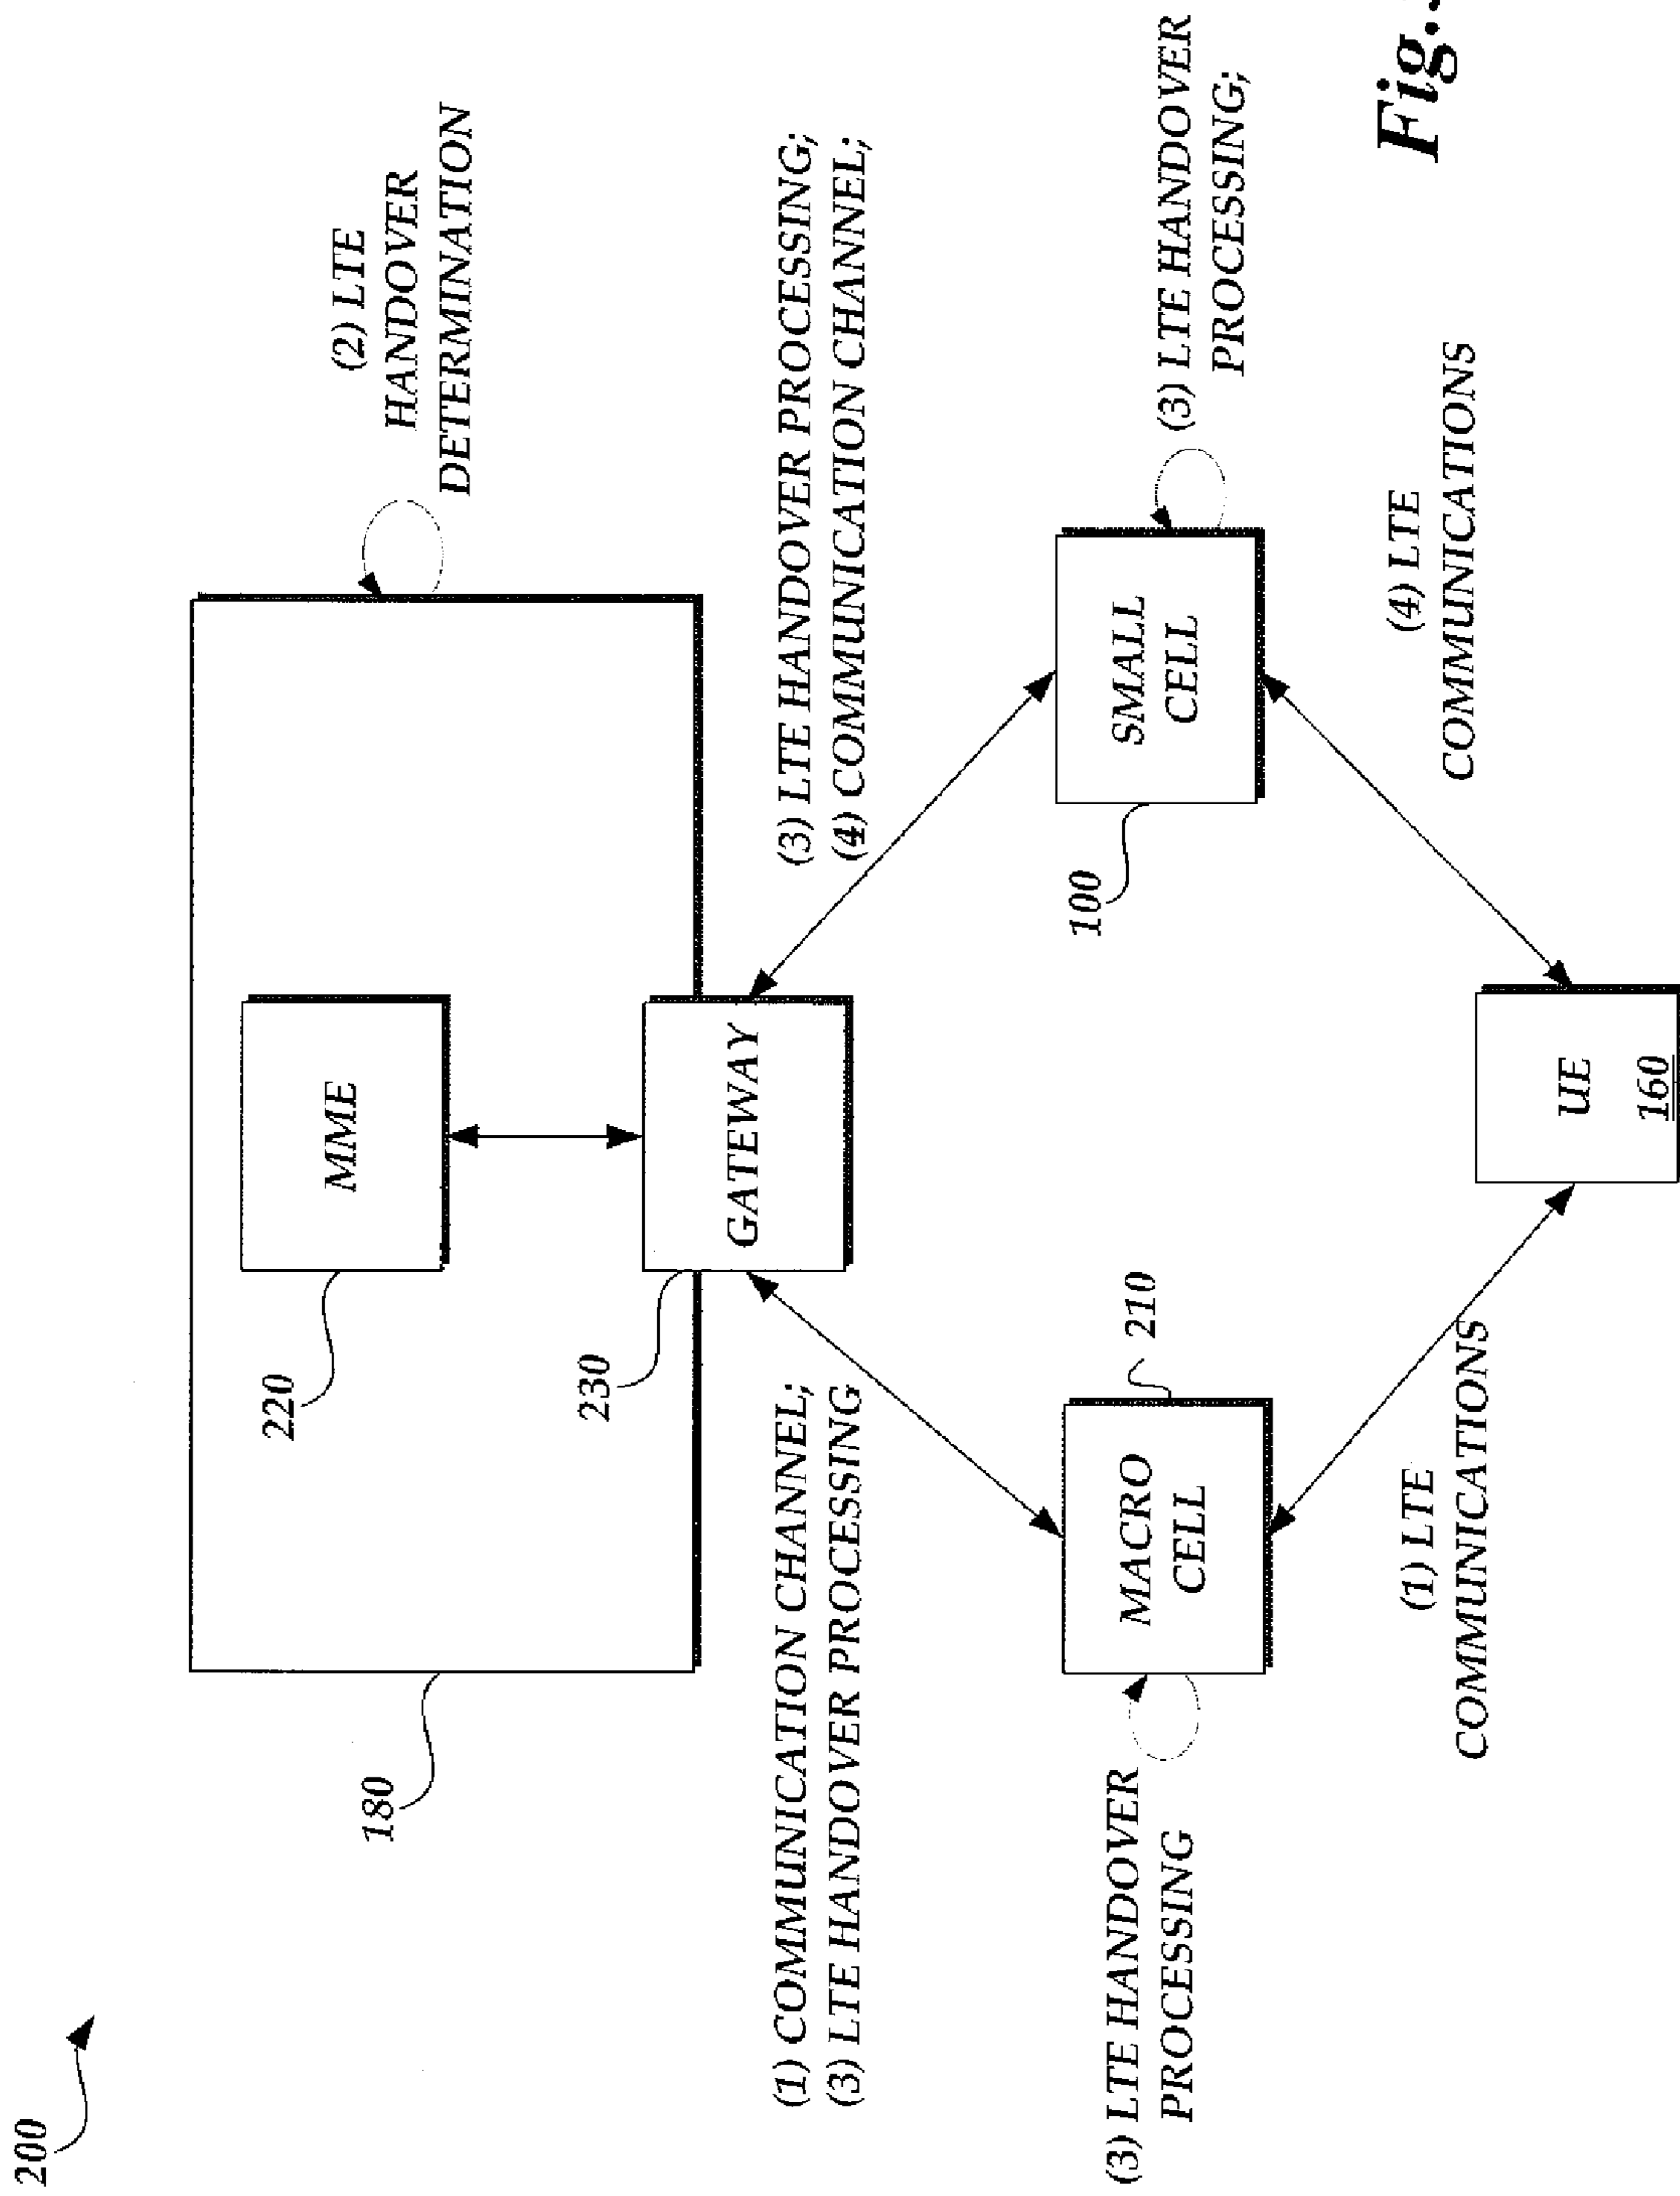 200
180
(2) LTE
HANDOVER
DETERMINATION
220
MME
230
GATEWAY
(1) COMMUNICATION CHANNEL;
(3) LTE HANDOVER PROCESSING
(3) LTE HANDOVER PROCESSING;
(4) COMMUNICATION CHANNEL;
(3) LTE HANDOVER
PROCESSING
MACRO
CELL
210
100
SMALL
CELL
(3) LTE HANDOVER
PROCESSING;
(1) LTE
COMMUNICATIONS
UE
160
(4) LTE
COMMUNICATIONS
Fig.